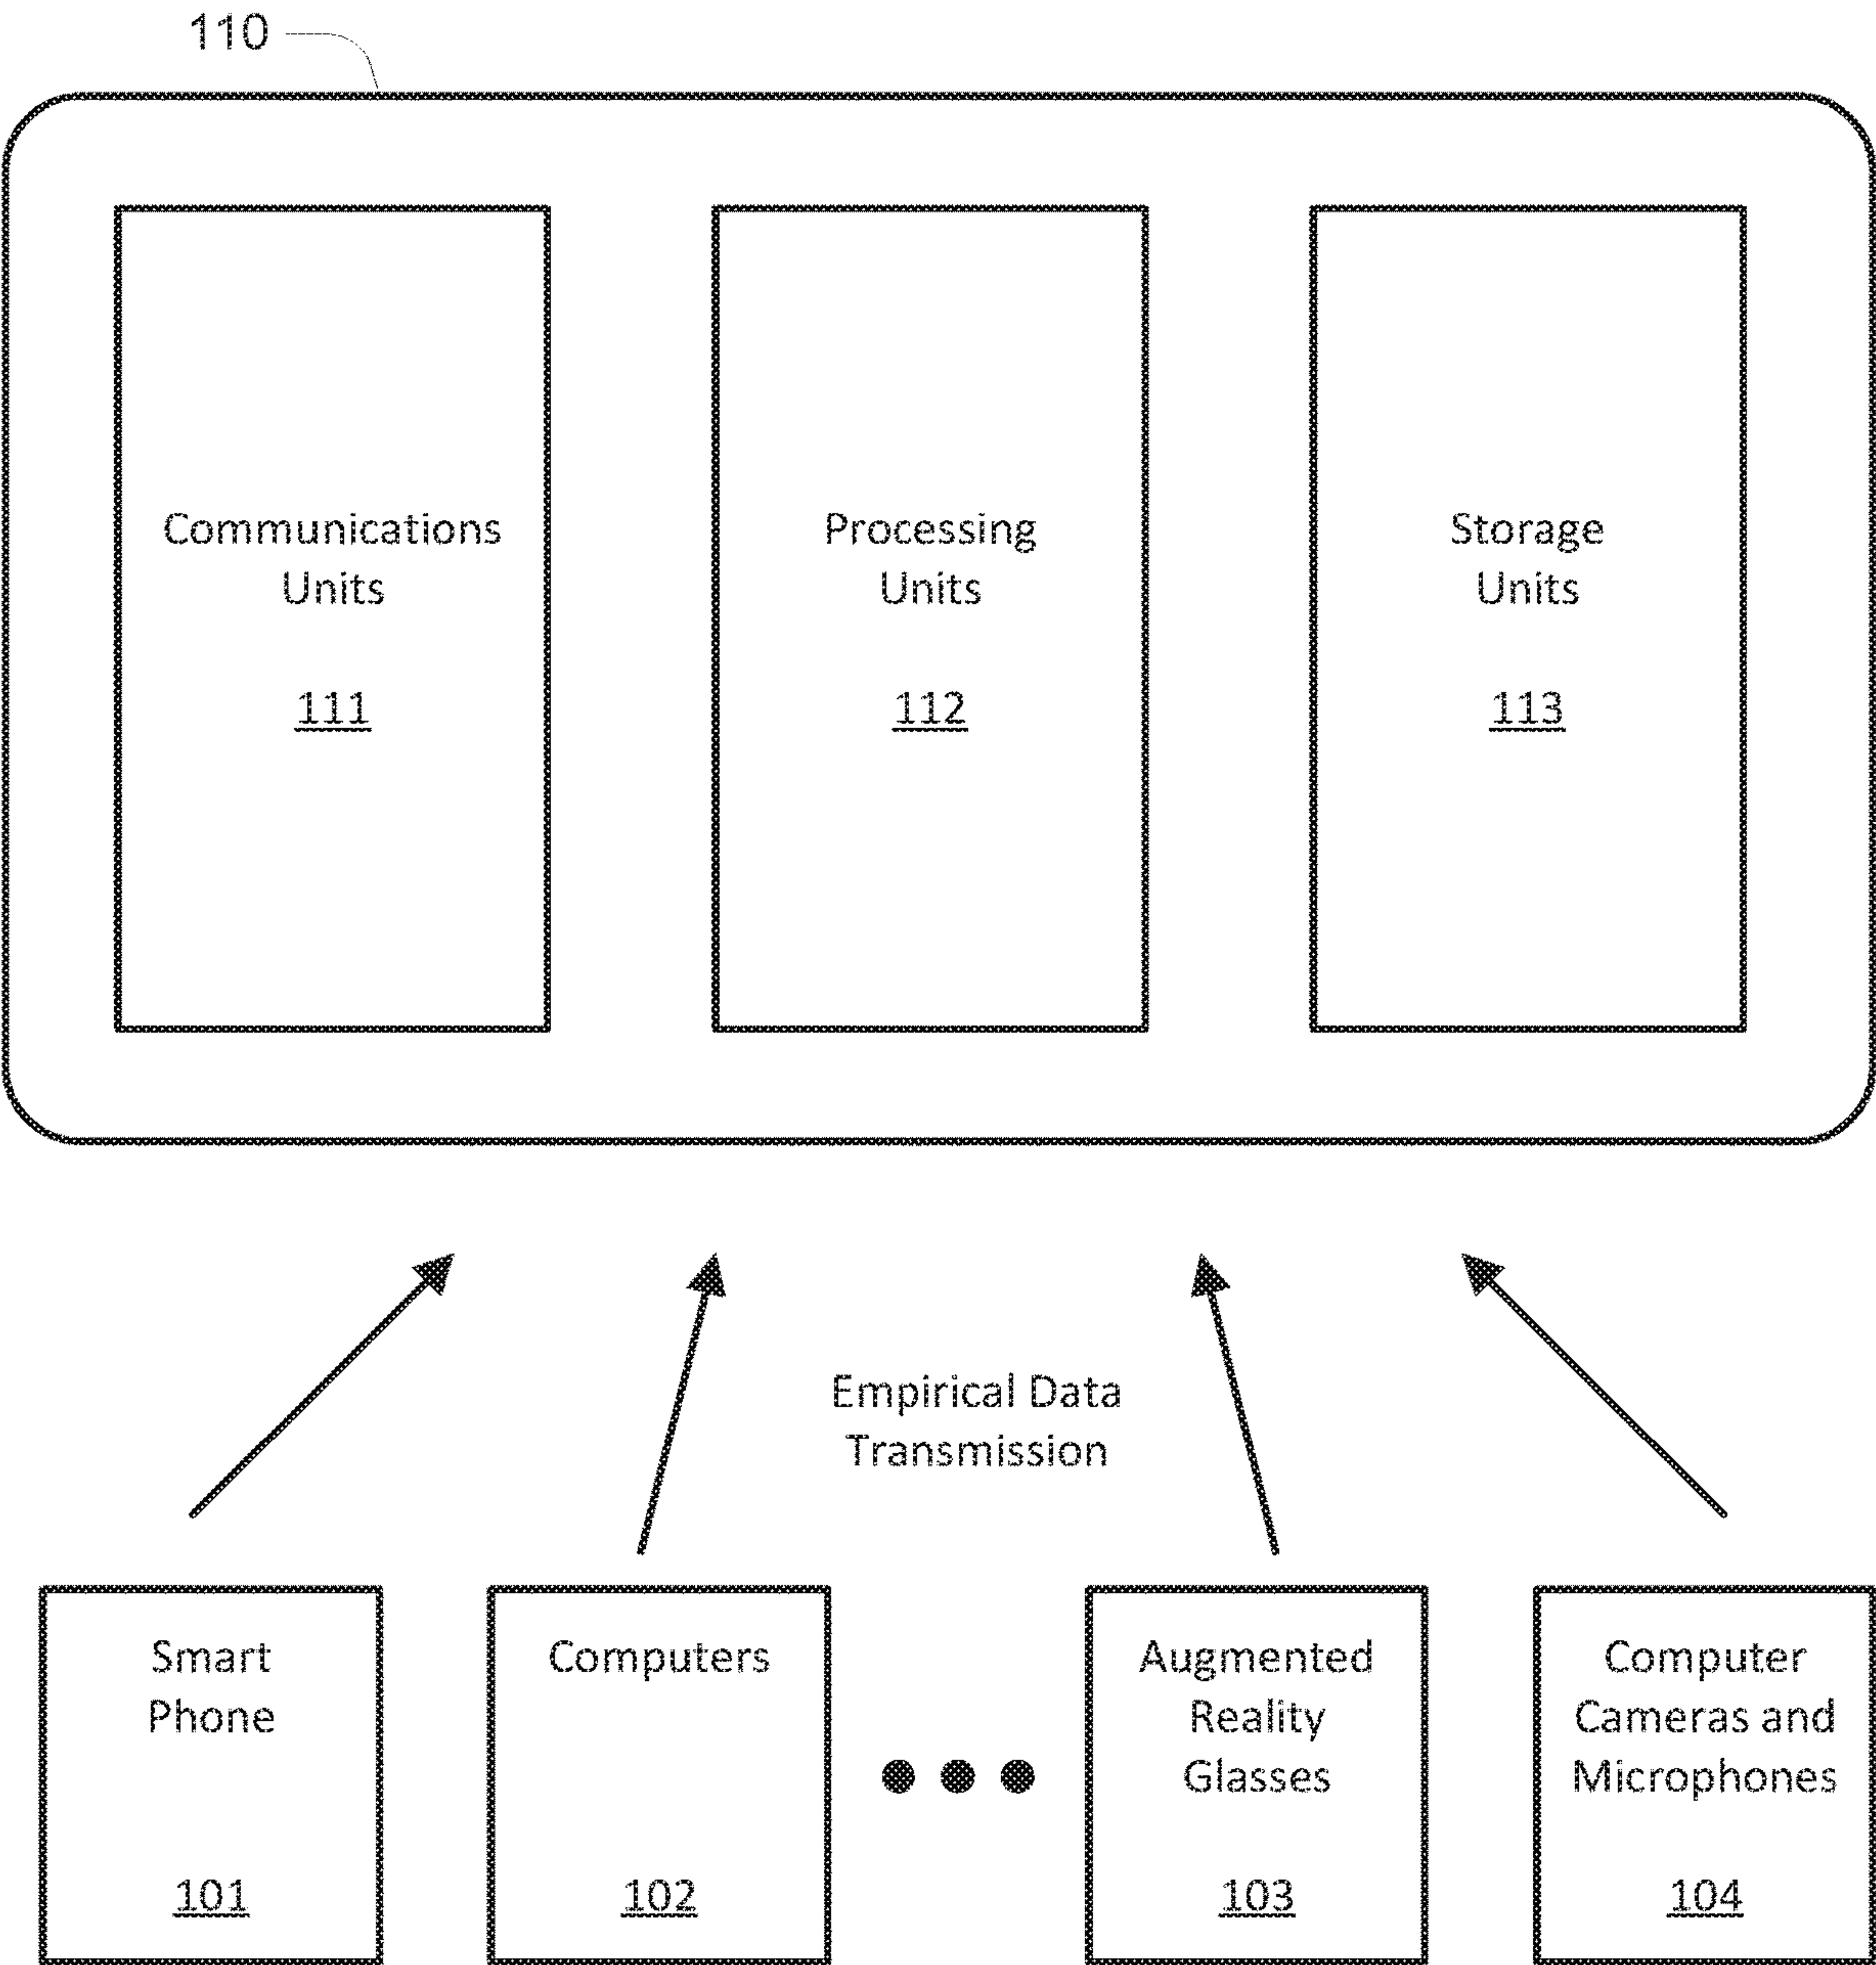 110
Communications
Units
111
Processing
Units
112
Storage
Units
113
Empirical Data
Transmission
Smart
Phone
101
Computers
102
Augmented
Reality
Glasses
103
Computer
Cameras and
Microphones
104